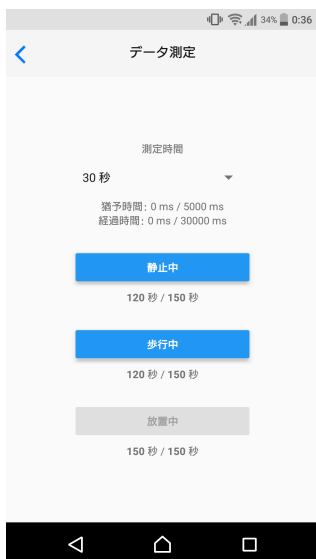 34% 0:36
データ測定
測定時間
30 秒
猶予時間: 0 ms / 5000 ms
経過時間: 0 ms / 30000 ms
静止中
120 秒 / 150 秒
歩行中
120 秒 / 150 秒
放置中
150 秒 / 150 秒